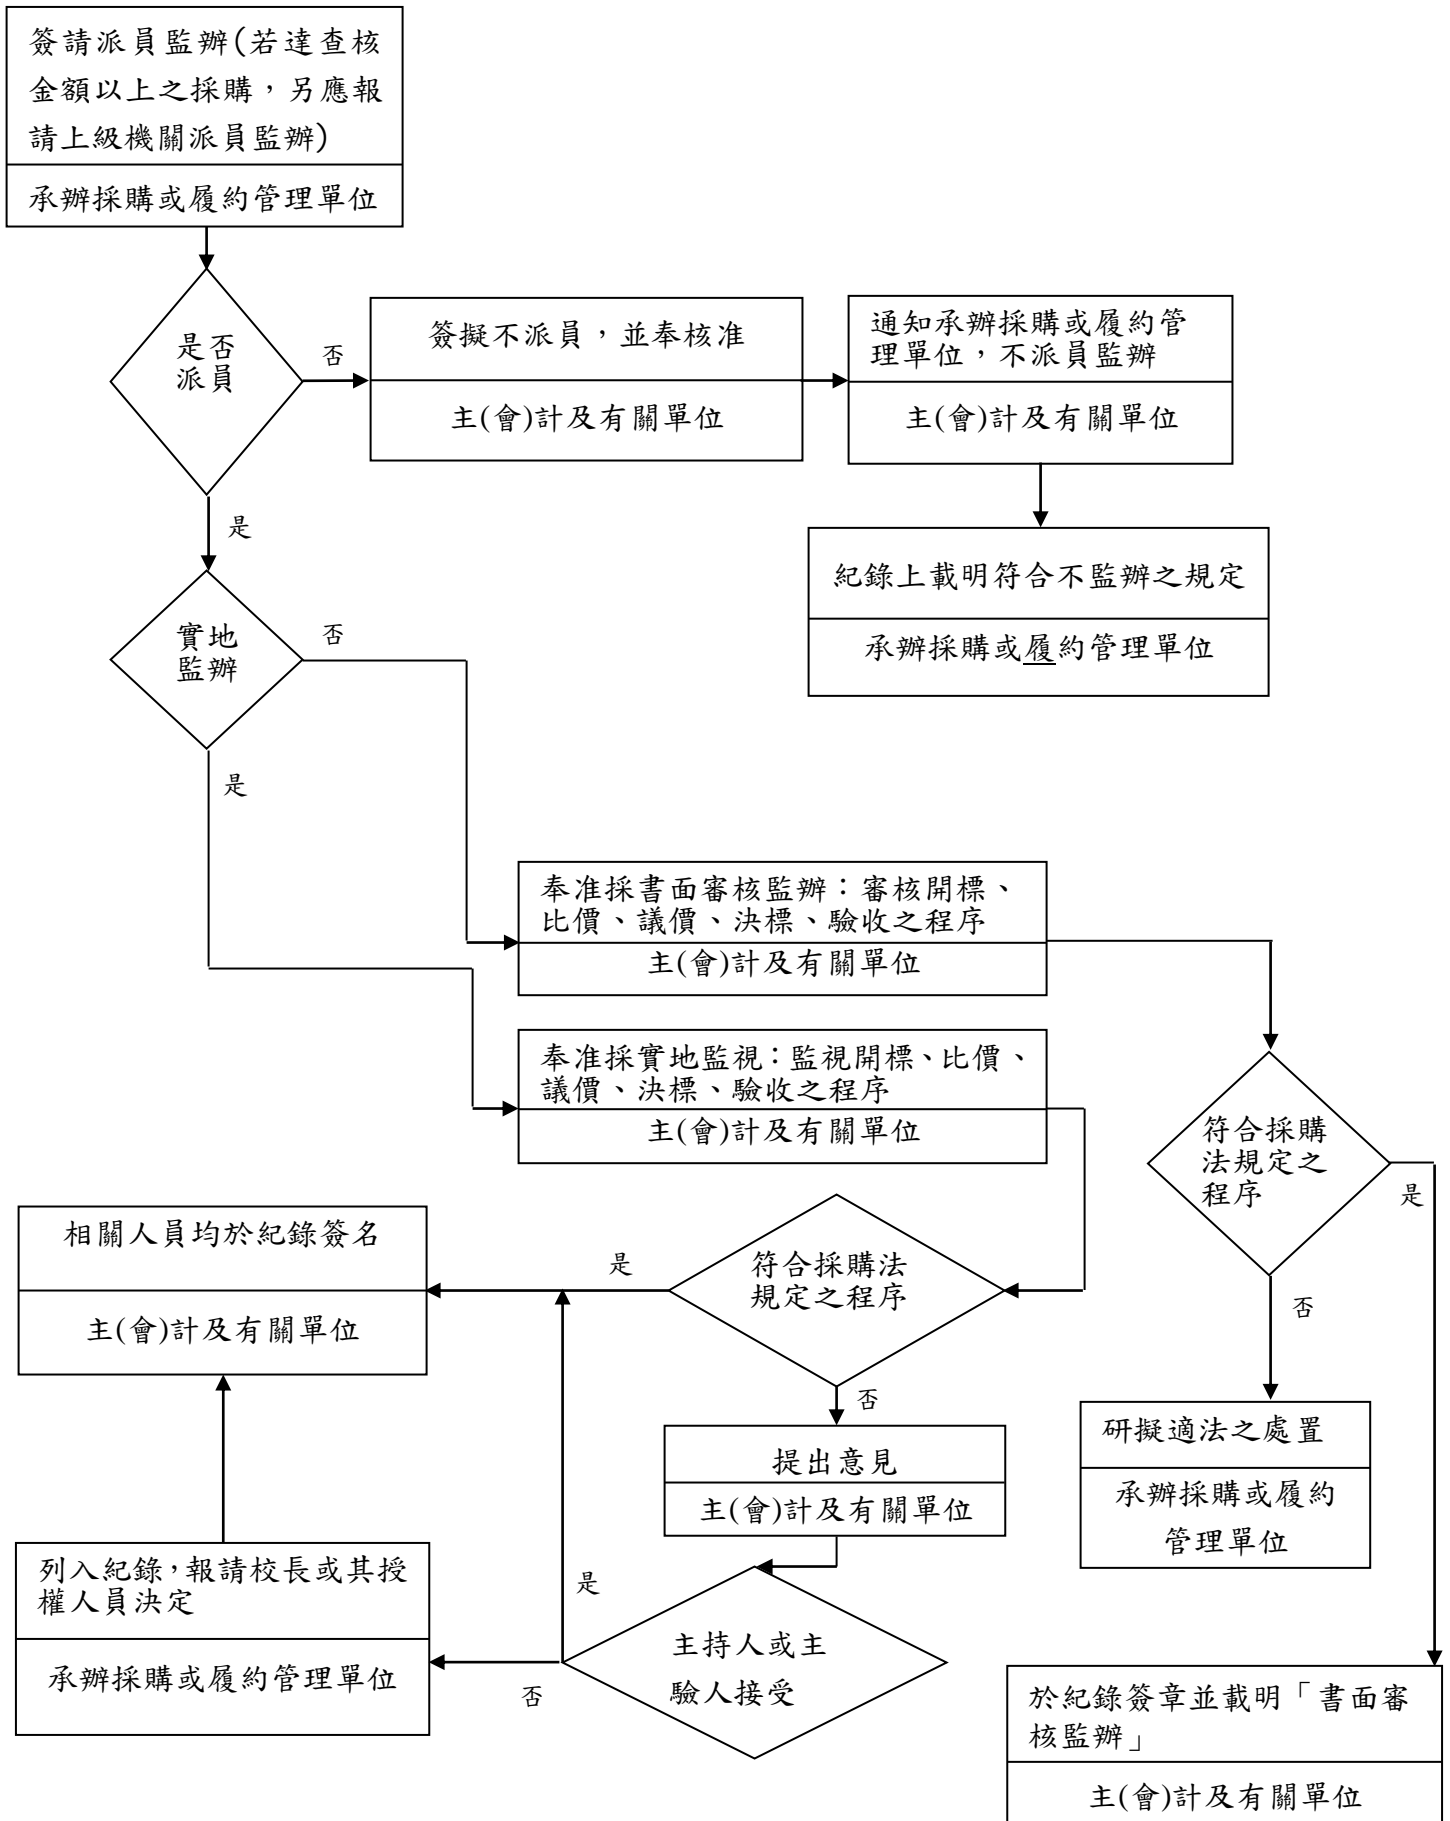 簽請派員監辦(若達查核
金額以上之採購，另應報
請上級機關派員監辦)
承辦採購或履約管理單位
是否
派員
否
簽擬不派員，並奉核准
主(會)計及有關單位
通知承辦採購或履約管
理單位，不派員監辦
主(會)計及有關單位
是
紀錄上載明符合不監辦之規定
承辦採購或履約管理單位
實地
監辦
否
是
奉准採書面審核監辦：審核開標、
比價、議價、決標、驗收之程序
主(會)計及有關單位
奉准採實地監視：監視開標、比價、
議價、決標、驗收之程序
主(會)計及有關單位
符合採購
法規定之
程序
是
否
相關人員均於紀錄簽名
主(會)計及有關單位
是
符合採購法
規定之程序
否
提出意見
主(會)計及有關單位
研擬適法之處置
承辦採購或履約
管理單位
列入紀錄，報請校長或其授
權人員決定
承辦採購或履約管理單位
是
否
主持人或主
驗人接受
於紀錄簽章並載明「書面審
核監辦」
主(會)計及有關單位